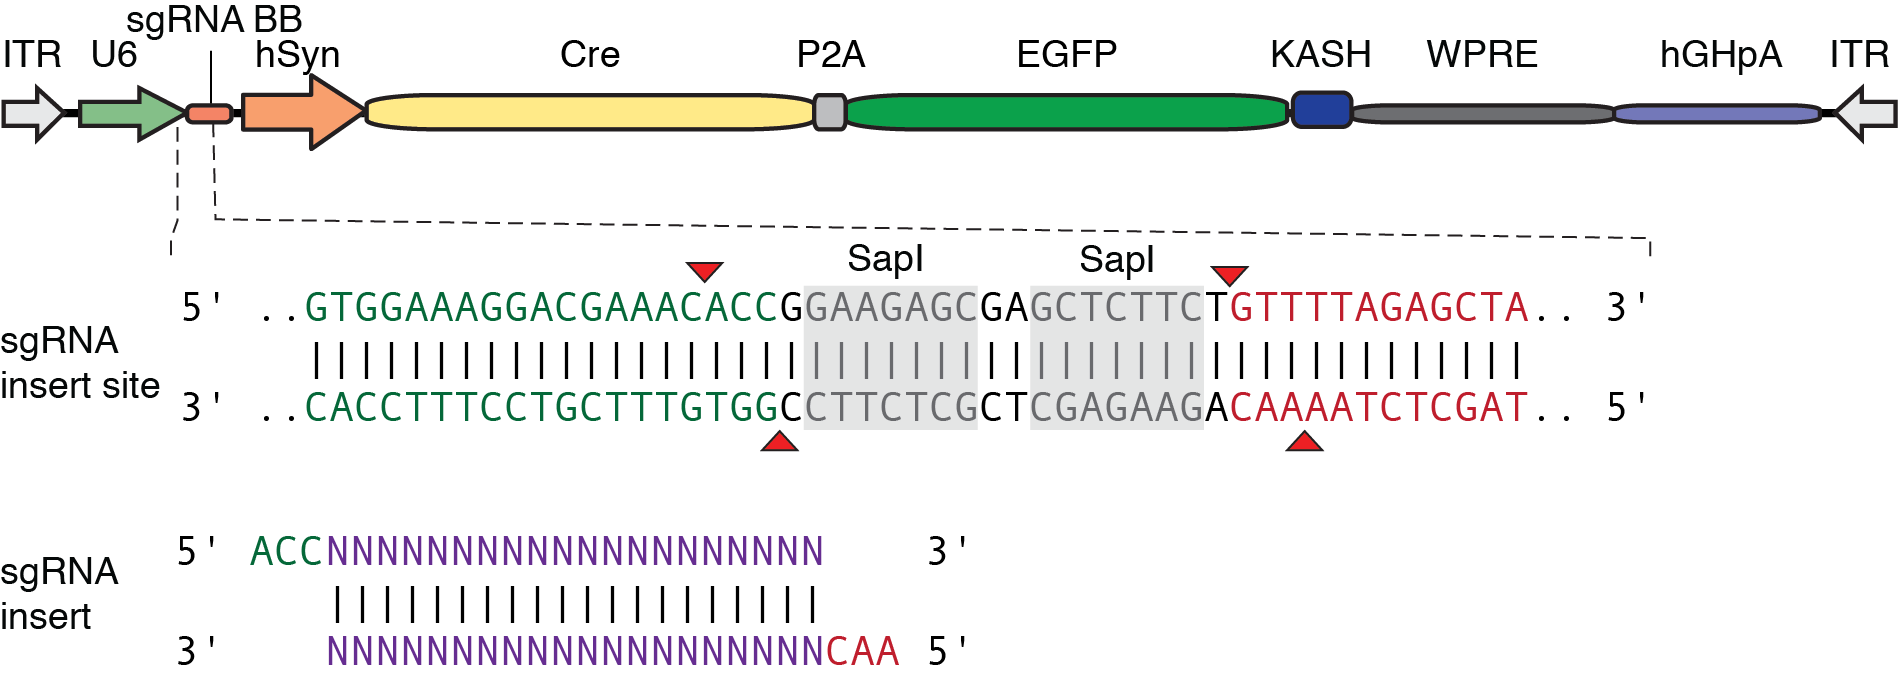 sgRNA BB
ITR U6 hSyn Cre P2A EGFP KASH WPRE hGHpA ITR
SapI SapI
5' ..GTGGAAAGGACGAAACACCGGAAGAGCGAGCTCTTCTGTTTTAGAGCTA.. 3'
sgRNA
insert site
3' ..CACCTTTCCTGCTTTGTGGCCTTCTCGCTCGAGAAGACAAAATCTCGAT.. 5'
5' ACCNNNNNNNNNNNNNNNNNNNN 3'
sgRNA
insert
3' NNNNNNNNNNNNNNNNNNNNCAA 5'